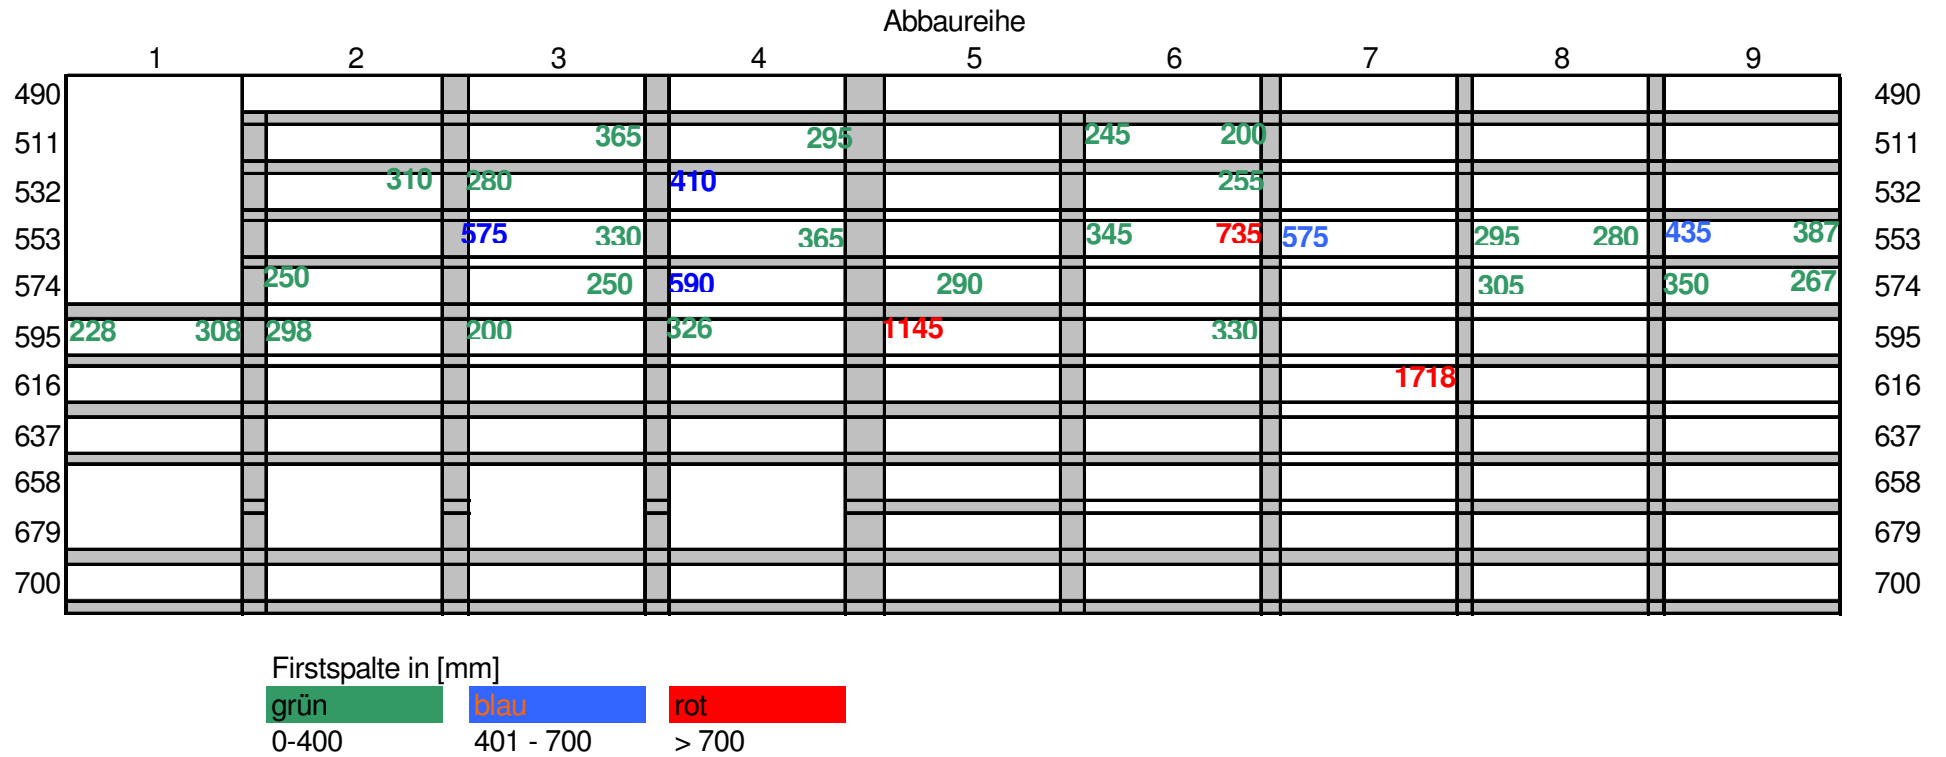 Abbaureihe
1 2 3 4 5 6 7 8 9
490 490
511 365 295 245 200 511
532 310 280 410 255 532
553 575 330 365 345 735 575 295 280 435 387 553
574 250 250 590 290 305 350 267 574
595 228 308 298 200 326 1145 330 595
616 1718 616
637 637
658 658
679 679
700 700
Firstspalte in [mm]
grün blau rot
0-400 401 - 700 > 700